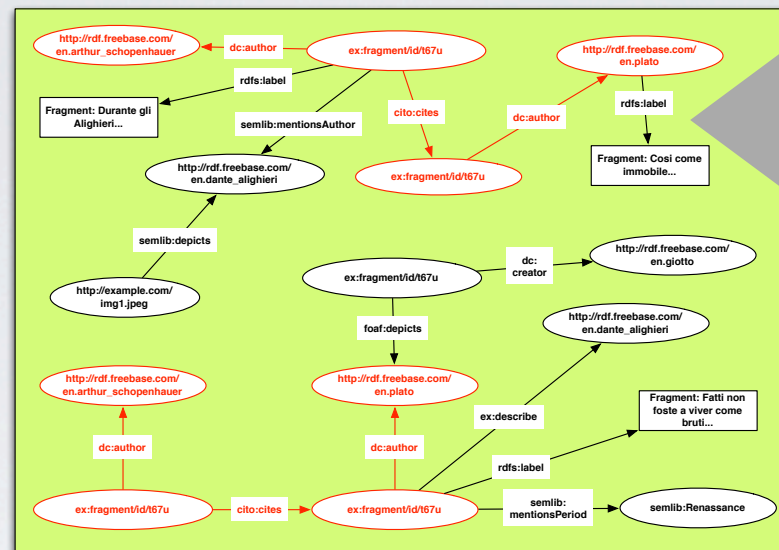 http://rdf.freebase.com/
en.arthur_schopenhauer
dc:author
ex:fragment/id/t67u
http://rdf.freebase.com/
en.plato
rdfs:label
rdfs:label
Fragment: Durante gli
Alighieri...
cito:cites
dc:author
semlib:mentionsAuthor
Fragment: Cosi come
immobile...
http://rdf.freebase.com/
en.dante_alighieri
ex:fragment/id/t67u
semlib:depicts
dc:
creator
http://rdf.freebase.com/
en.giotto
ex:fragment/id/t67u
http://example.com/
img1.jpeg
http://rdf.freebase.com/
en.dante_alighieri
foaf:depicts
http://rdf.freebase.com/
en.arthur_schopenhauer
http://rdf.freebase.com/
en.plato
Fragment: Fatti non
foste a viver come
bruti...
ex:describe
dc:author
dc:author
rdfs:label
ex:fragment/id/t67u
cito:cites
ex:fragment/id/t67u
semlib:
mentionsPeriod
semlib:Renassance